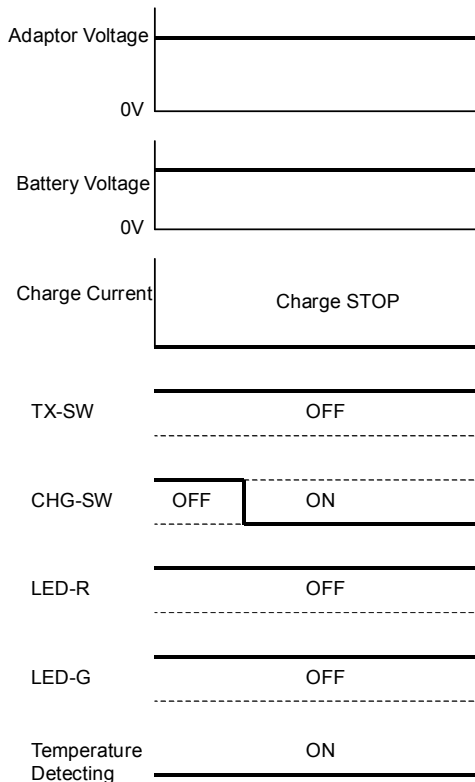 Adaptor Voltage
0V
Battery Voltage
0V
Charge Current
Charge STOP
TX-SW
OFF
CHG-SW
OFF
ON
LED-R
OFF
LED-G
OFF
Temperature
Detecting
ON